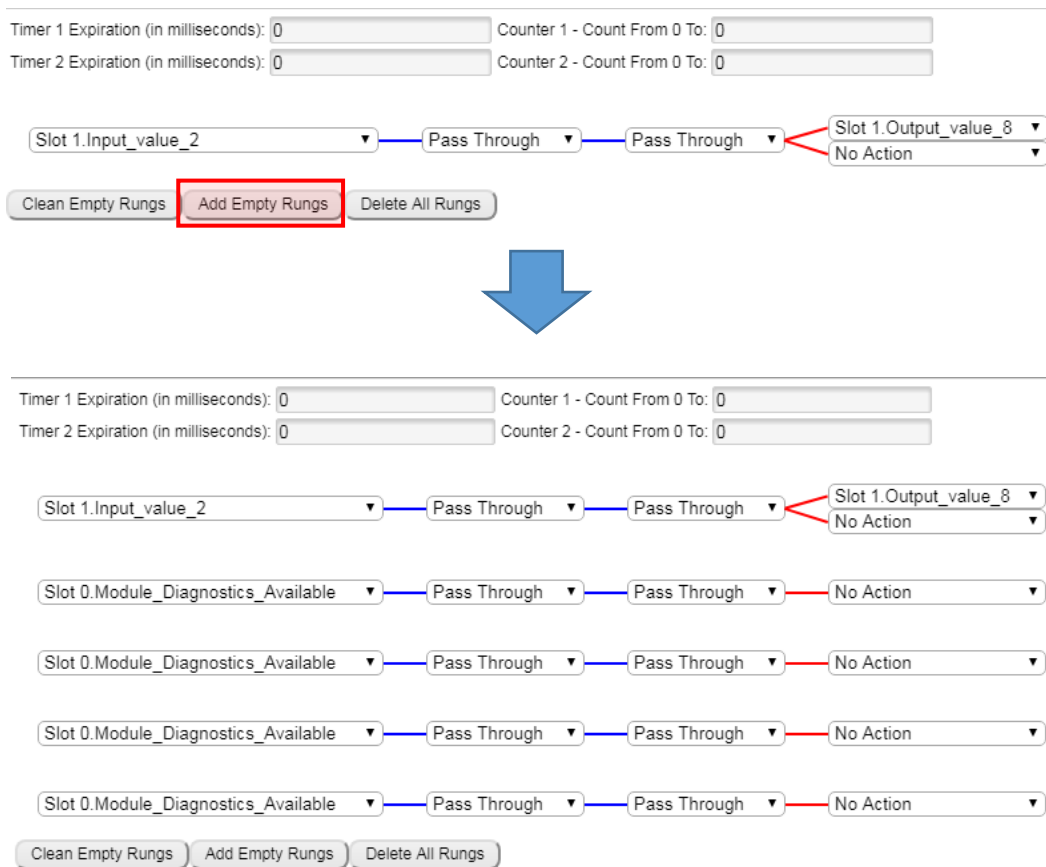 Timer 1 Expiration (in milliseconds): 0 Counter 1 - Count From 0 To: 0
Timer 2 Expiration (in milliseconds): 0 Counter 2 - Count From 0 To: 0
Slot 1.Output_value_8
Slot 1.Input_value_2 Pass Through Pass Through
No Action
Clean Empty Rungs Add Empty Rungs Delete All Rungs
Timer 1 Expiration (in milliseconds): 0 Counter 1 - Count From 0 To: 0
Timer 2 Expiration (in milliseconds): 0 Counter 2 - Count From 0 To: 0
Slot 1.Output_value_8
Slot 1.Input_value_2 Pass Through Pass Through
No Action
Slot 0.Module_Diagnostics_Available Pass Through Pass Through No Action
Slot 0.Module_Diagnostics_Available Pass Through Pass Through No Action
Slot 0.Module_Diagnostics_Available Pass Through Pass Through No Action
Slot 0.Module_Diagnostics_Available Pass Through Pass Through No Action
Clean Empty Rungs Add Empty Rungs Delete All Rungs